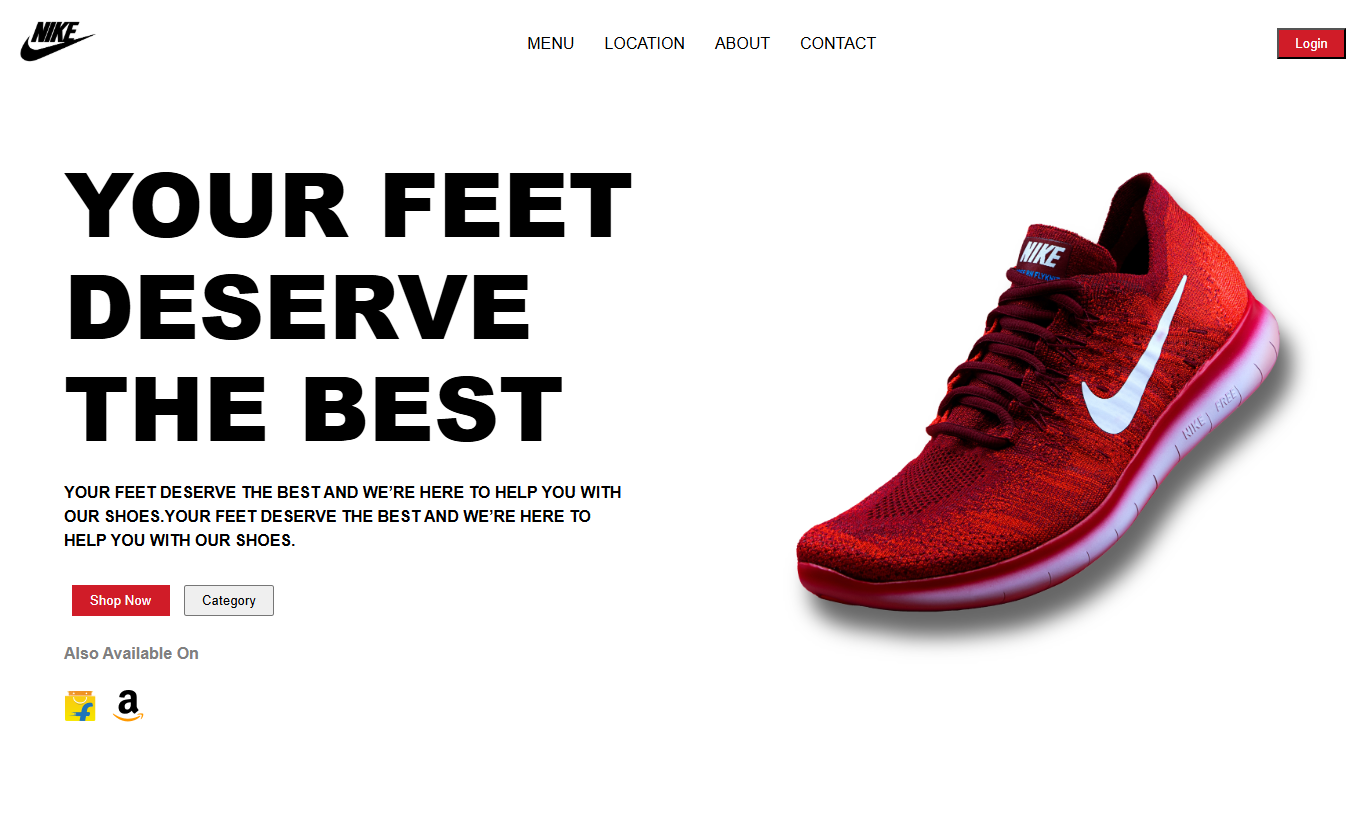 NIKE
MENU LOCATION ABOUT CONTACT
Login
YOUR FEET
DESERVE
THE BEST
YOUR FEET DESERVE THE BEST AND WE’RE HERE TO HELP YOU WITH
OUR SHOES.YOUR FEET DESERVE THE BEST AND WE’RE HERE TO
HELP YOU WITH OUR SHOES.
Shop Now Category
Also Available On
f
a
NIKE
NIKE FREE